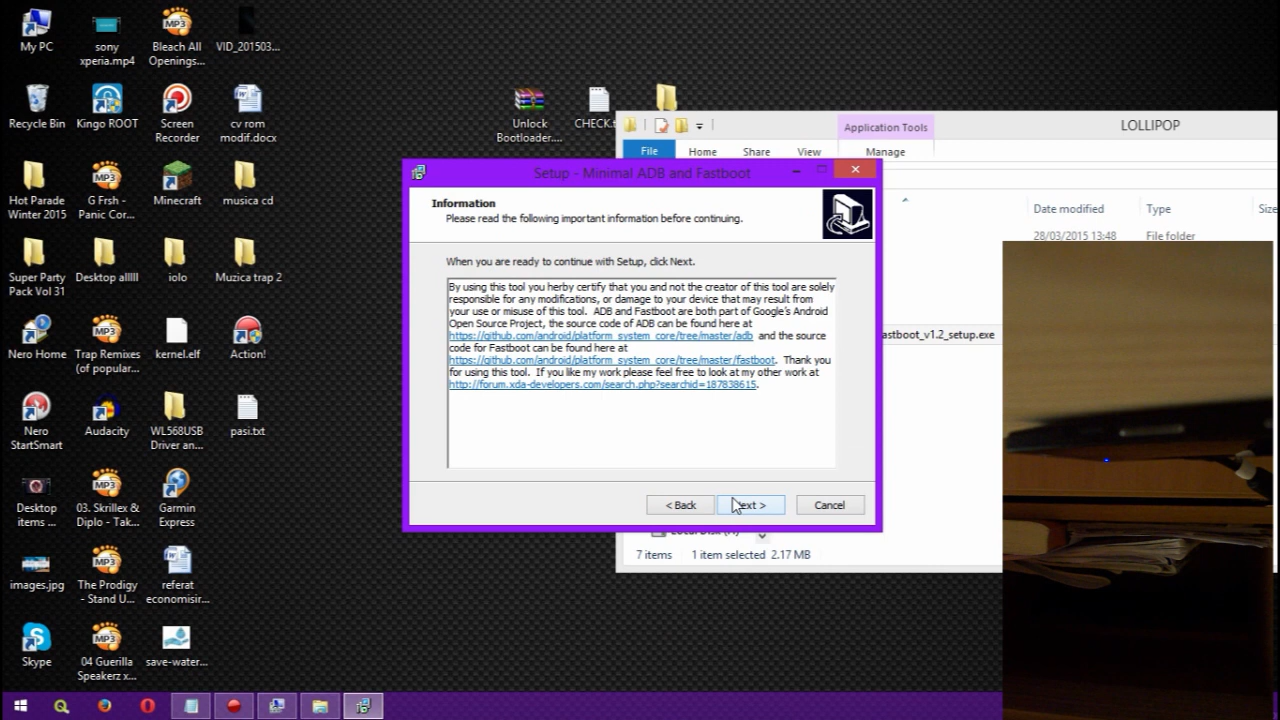 My PC
sony
xperia.mp4
Bleach All
Openings...
VID_201503...
Recycle Bin
Kingo ROOT
Screen
Recorder
cv rom
modif.docx
Hot Parade
Winter 2015
G Frsh -
Panic Cor...
Minecraft
musica cd
Super Party
Pack Vol 31
Desktop alllll
iolo
Muzica trap 2
Nero Home
Trap Remixes
(of popular...
kernel.elf
Action!
Nero
StartSmart
Audacity
WL568USB
Driver an...
pasi.txt
Desktop
items ...
03. Skrillex &
Diplo - Tak...
Garmin
Express
images.jpg
The Prodigy
- Stand U...
referat
economisir...
Skype
04 Guerilla
Speakerz x...
save-water...
Unlock
Bootloader....
CHECK.t
Application Tools
LOLLIPOP
File
Home
Share
View
Manage
Date modified
Type
Size
28/03/2015 13:48
File folder
astboot_v1.2_setup.exe
7 items
1 item selected 2.17 MB
Setup - Minimal ADB and Fastboot
Information
Please read the following important information before continuing.
When you are ready to continue with Setup, click Next.
By using this tool you herby certify that you and not the creator of this tool are solely
responsible for any modifications, or damage to your device that may result from
your use or misuse of this tool. ADB and Fastboot are both part of Google's Android
Open Source Project, the source code of ADB can be found here at
https://github.com/android/platform_system_core/tree/master/adb and the source
code for Fastboot can be found here at
https://github.com/android/platform_system_core/tree/master/fastboot. Thank you
for using this tool. If you like my work please feel free to look at my other work at
http://forum.xda-developers.com/search.php?searchid=187838615.
< Back
ext >
Cancel